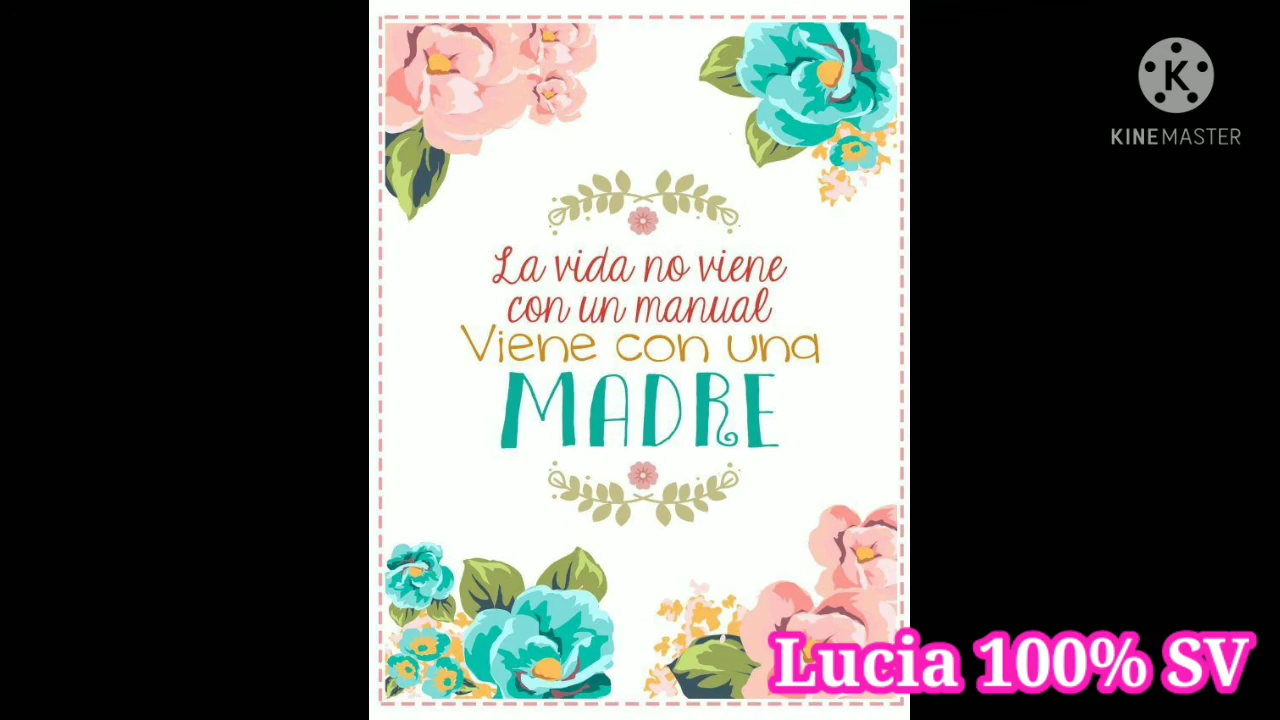 KINEMASTER
La vida no viene
con un manual
Viene con una
MADRE
Lucia 100% SV